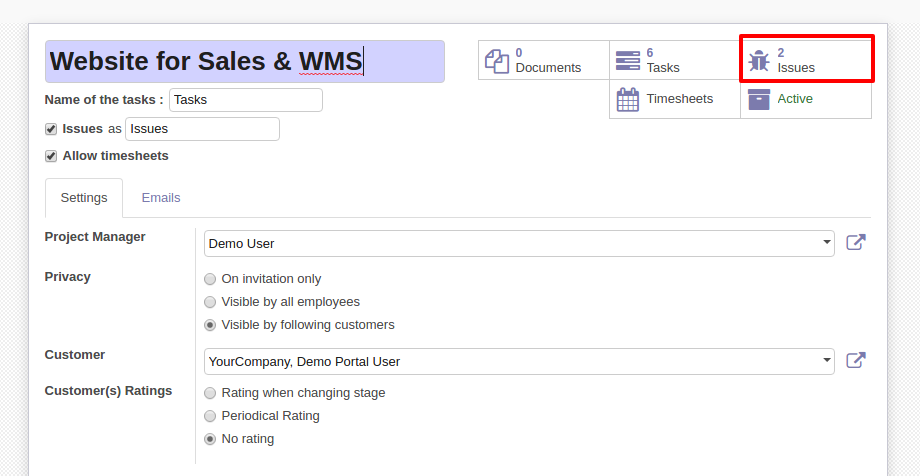 Website for Sales & WMS
0
Documents
6
Tasks
2
Issues
Timesheets
Active
Name of the tasks : Tasks
Issues as Issues
Allow timesheets
Settings Emails
Project Manager Demo User
Privacy On invitation only
Visible by all employees
Visible by following customers
Customer YourCompany, Demo Portal User
Customer(s) Ratings Rating when changing stage
Periodical Rating
No rating